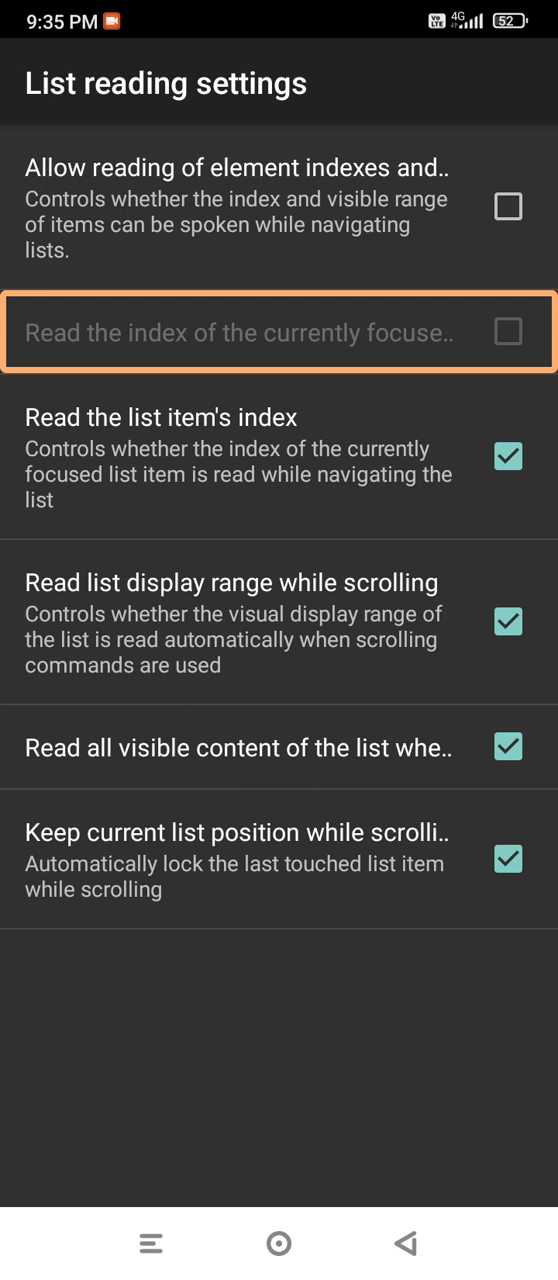 9:35 PM Vo LTE 4G 52
List reading settings
Allow reading of element indexes and..
Controls whether the index and visible range
of items can be spoken while navigating
lists.
Read the index of the currently focuse..
Read the list item's index
Controls whether the index of the currently
focused list item is read while navigating the
list
Read list display range while scrolling
Controls whether the visual display range of
the list is read automatically when scrolling
commands are used
Read all visible content of the list whe..
Keep current list position while scrolli..
Automatically lock the last touched list item
while scrolling